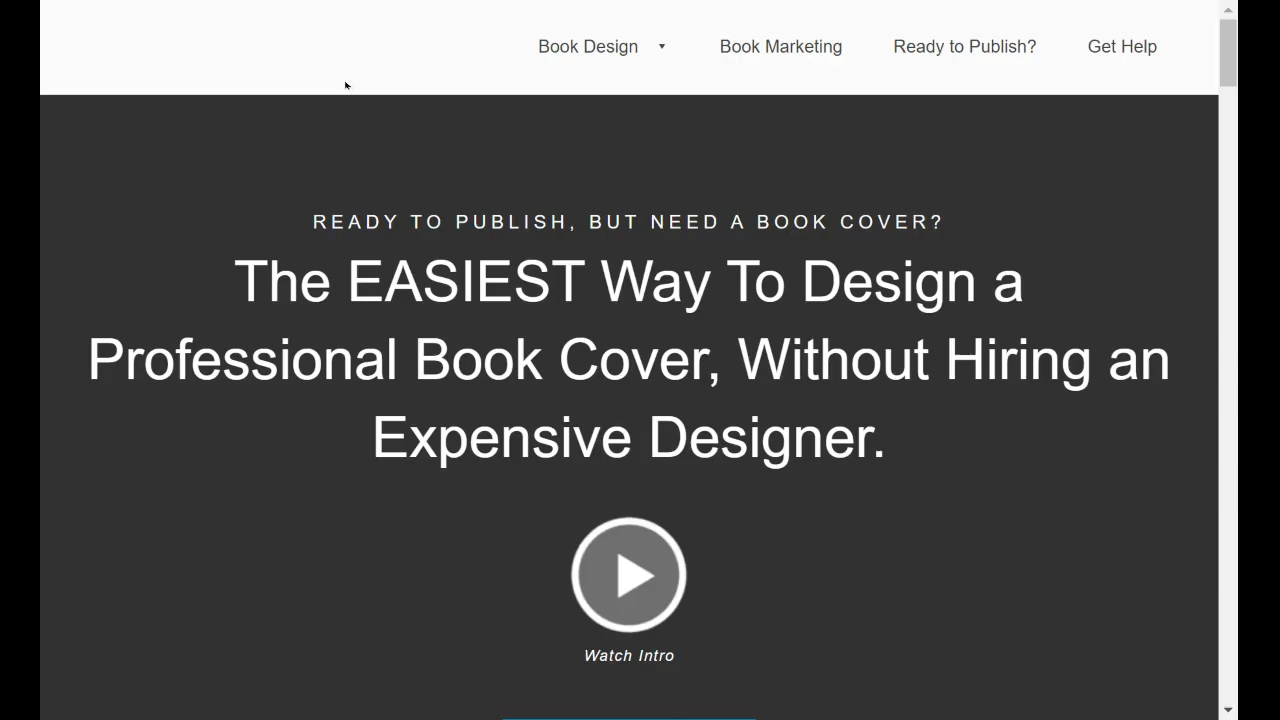 Book Design
Book Marketing
Ready to Publish?
Get Help
READY TO PUBLISH, BUT NEED A BOOK COVER?
The EASIEST Way To Design a
Professional Book Cover, Without Hiring an
Expensive Designer.
Watch Intro